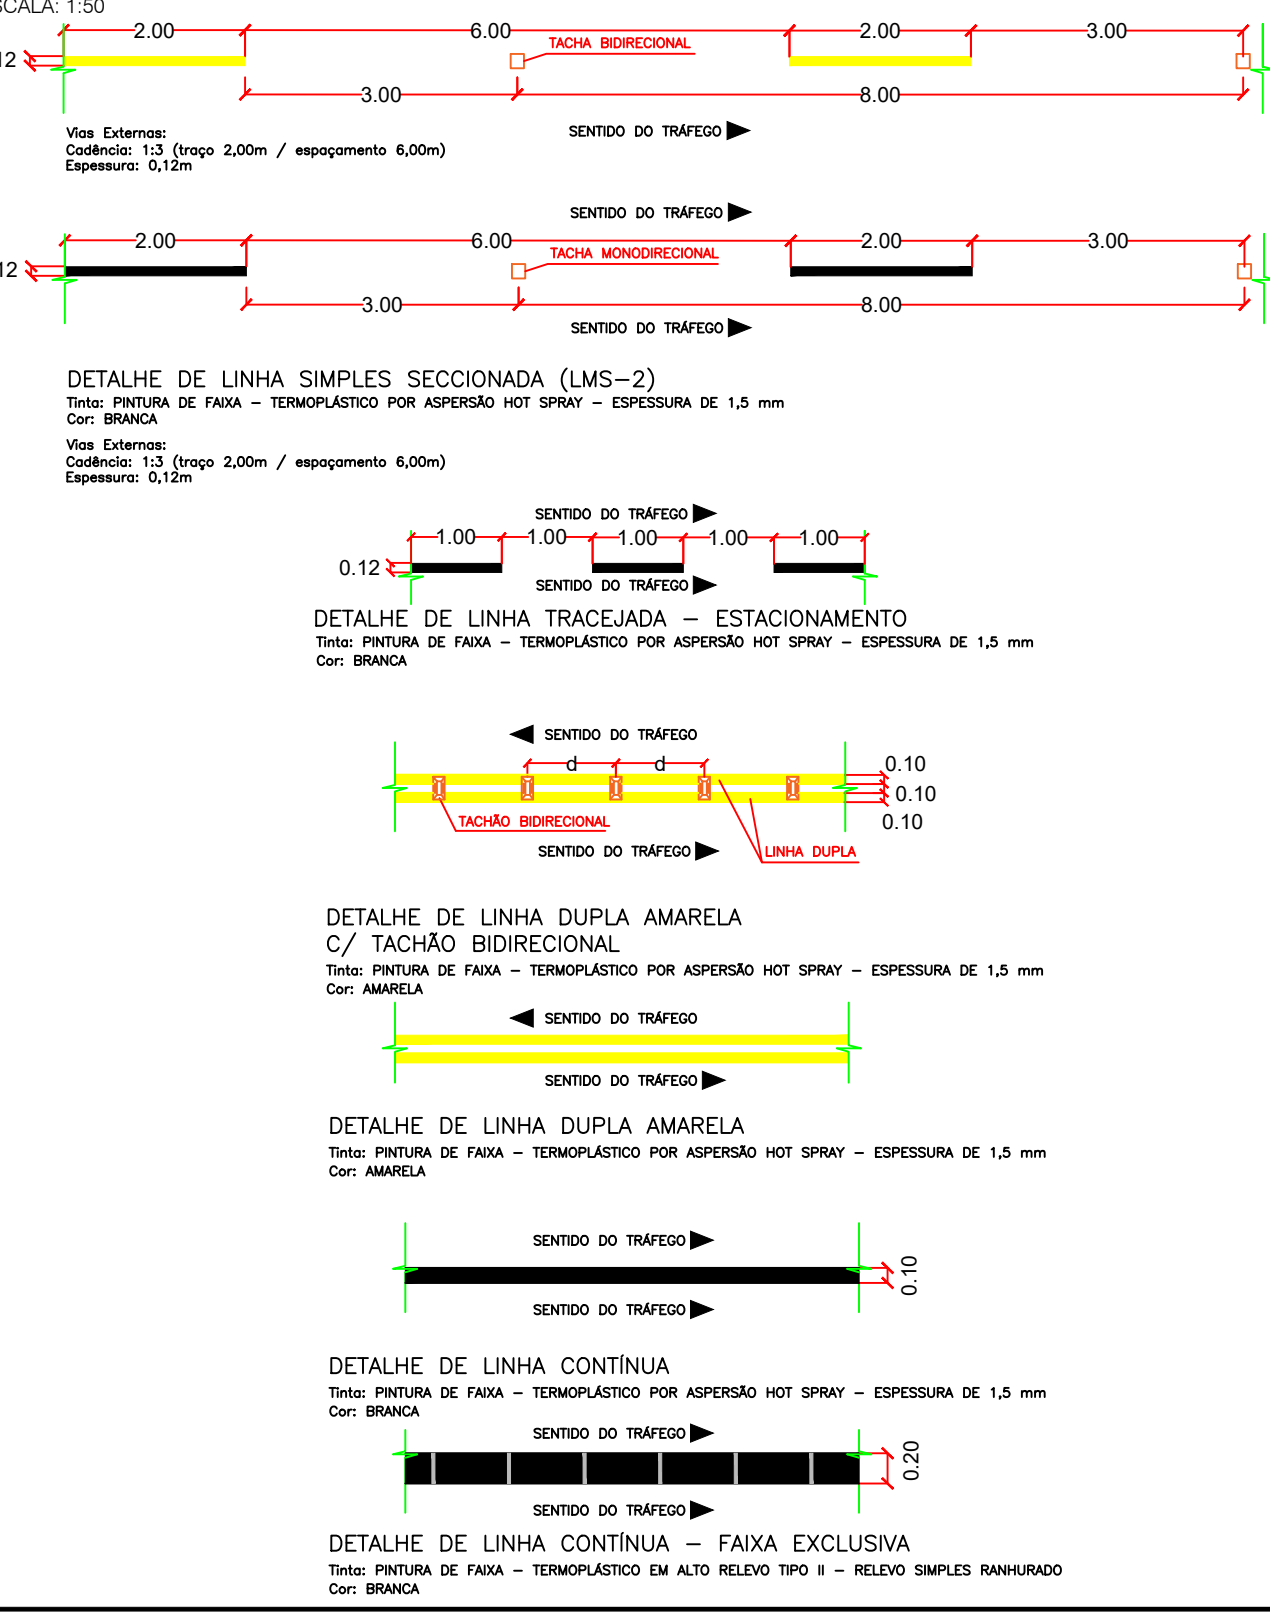 SCALA: 1:50
2.00 6.00 2.00 3.00
TACHA BIDIRECIONAL
12
3.00 8.00
Vias Externas:
Cadência: 1:3 (traço 2,00m / espaçamento 6,00m)
Espessura: 0,12m
SENTIDO DO TRÁFEGO
SENTIDO DO TRÁFEGO
2.00 6.00 2.00 3.00
TACHA MONODIRECIONAL
12
3.00 8.00
SENTIDO DO TRÁFEGO
DETALHE DE LINHA SIMPLES SECCIONADA (LMS-2)
Tinta: PINTURA DE FAIXA - TERMOPLÁSTICO POR ASPERSÃO HOT SPRAY - ESPESSURA DE 1,5 mm
Cor: BRANCA
Vias Externas:
Cadência: 1:3 (traço 2,00m / espaçamento 6,00m)
Espessura: 0,12m
SENTIDO DO TRÁFEGO
1.00 1.00 1.00 1.00 1.00
0.12
SENTIDO DO TRÁFEGO
DETALHE DE LINHA TRACEJADA - ESTACIONAMENTO
Tinta: PINTURA DE FAIXA - TERMOPLÁSTICO POR ASPERSÃO HOT SPRAY - ESPESSURA DE 1,5 mm
Cor: BRANCA
SENTIDO DO TRÁFEGO
d d
0.10
0.10
0.10
TACHÃO BIDIRECIONAL
SENTIDO DO TRÁFEGO
LINHA DUPLA
DETALHE DE LINHA DUPLA AMARELA
C/ TACHÃO BIDIRECIONAL
Tinta: PINTURA DE FAIXA - TERMOPLÁSTICO POR ASPERSÃO HOT SPRAY - ESPESSURA DE 1,5 mm
Cor: AMARELA
SENTIDO DO TRÁFEGO
SENTIDO DO TRÁFEGO
DETALHE DE LINHA DUPLA AMARELA
Tinta: PINTURA DE FAIXA - TERMOPLÁSTICO POR ASPERSÃO HOT SPRAY - ESPESSURA DE 1,5 mm
Cor: AMARELA
SENTIDO DO TRÁFEGO
0.10
SENTIDO DO TRÁFEGO
DETALHE DE LINHA CONTÍNUA
Tinta: PINTURA DE FAIXA - TERMOPLÁSTICO POR ASPERSÃO HOT SPRAY - ESPESSURA DE 1,5 mm
Cor: BRANCA
SENTIDO DO TRÁFEGO
0.20
SENTIDO DO TRÁFEGO
DETALHE DE LINHA CONTÍNUA - FAIXA EXCLUSIVA
Tinta: PINTURA DE FAIXA - TERMOPLÁSTICO EM ALTO RELEVO TIPO II - RELEVO SIMPLES RANHURADO
Cor: BRANCA